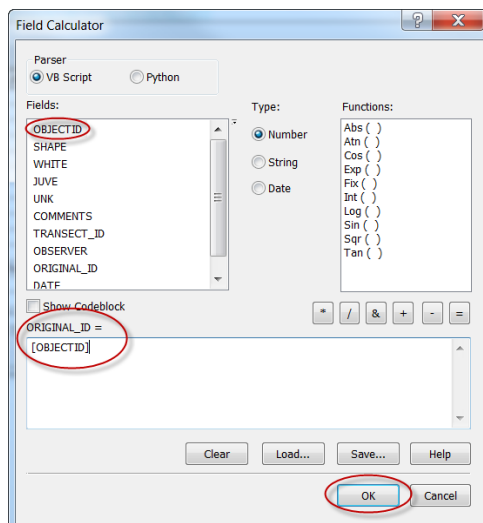 Field Calculator
Parser
VB Script Python
Fields: Type: Functions:
OBJECTID
SHAPE
WHITE
JUVE
UNK
COMMENTS
TRANSECT_ID
OBSERVER
ORIGINAL_ID
DATE
Number
String
Date
Abs ( )
Atn ( )
Cos ( )
Exp ( )
Fix ( )
Int ( )
Log ( )
Sin ( )
Sqr ( )
Tan ( )
Show Codeblock
* / & + - =
ORIGINAL_ID =
[OBJECTID]
Clear Load... Save... Help
OK Cancel